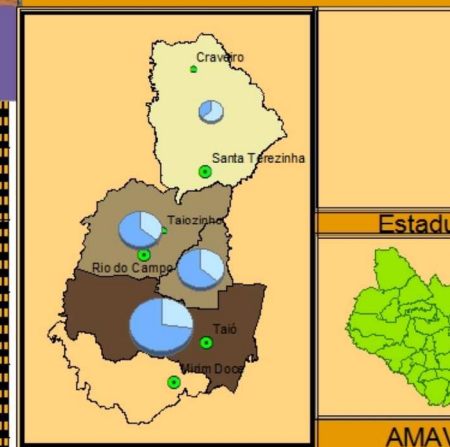 Craveiro
Santa Terezinha
Taiozinho
Rio do Campo
Taió
Mirim Doce
Estadu
AMAV